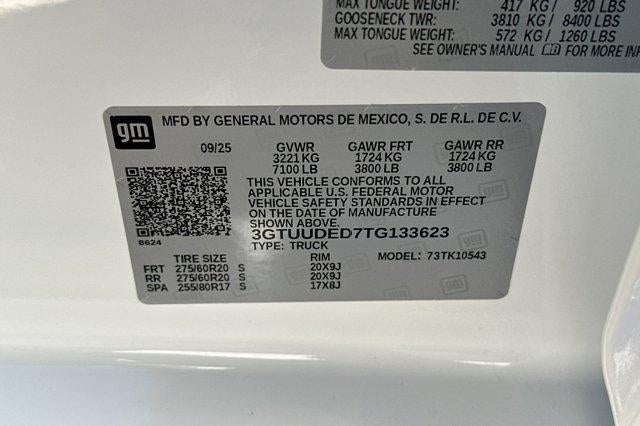 MAX TONGUE WEIGHT: 417 KG / 920 LBS
GOOSENECK TWR: 3810 KG / 8400 LBS
MAX TONGUE WEIGHT: 572 KG / 1260 LBS
SEE OWNER'S MANUAL FOR MORE INF
gm MFD BY GENERAL MOTORS DE MEXICO, S. DE R.L. DE C.V.
09/25 GVWR GAWR FRT GAWR RR
3221 KG 1724 KG 1724 KG
7100 LB 3800 LB 3800 LB
THIS VEHICLE CONFORMS TO ALL
APPLICABLE U.S. FEDERAL MOTOR
VEHICLE SAFETY STANDARDS IN EFFECT
ON THE DATE OF MANUFACTURE
SHOWN ABOVE.
8624 3GTUUDED7TG133623
TYPE: TRUCK MODEL: 73TK10543
TIRE SIZE RIM
FRT 275/60R20 S 20X9J
RR 275/60R20 S 20X9J
SPA 255/80R17 S 17X8J